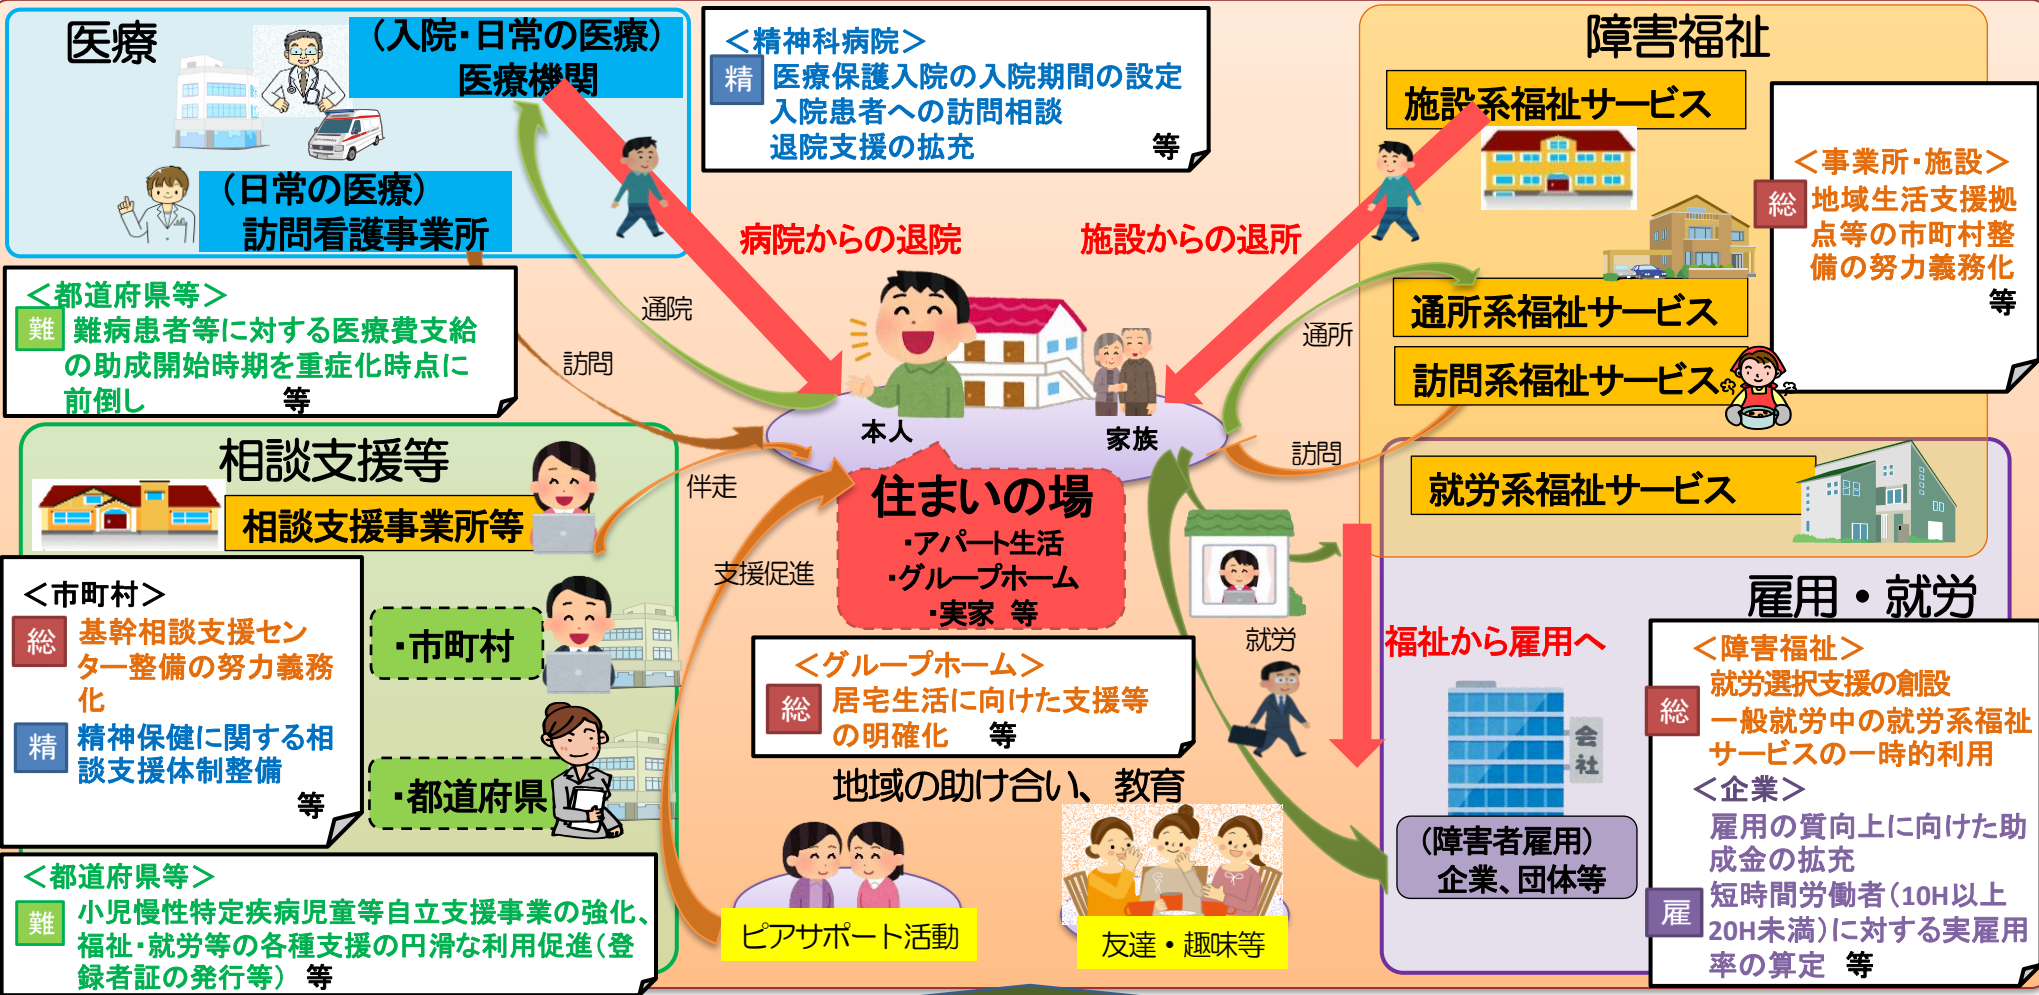 医療
（入院・日常の医療）
医療機関
（日常の医療）
訪問看護事業所
＜精神科病院＞
精
医療保護入院の入院期間の設定
入院患者への訪問相談
退院支援の拡充
等
障害福祉
施設系福祉サービス
通所系福祉サービス
訪問系福祉サービス
就労系福祉サービス
＜事業所・施設＞
総
地域生活支援拠
点等の市町村整
備の努力義務化
等
病院からの退院
施設からの退所
通院
訪問
通所
訪問
＜都道府県等＞
難
難病患者等に対する医療費支給
の助成開始時期を重症化時点に
前倒し
等
本人
家族
住まいの場
・アパート生活
・グループホーム
・実家 等
相談支援等
相談支援事業所等
伴走
支援促進
＜市町村＞
総
基幹相談支援セン
ター整備の努力義務
化
精
精神保健に関する相
談支援体制整備
等
・市町村
・都道府県
＜都道府県等＞
難
小児慢性特定疾病児童等自立支援事業の強化、
福祉・就労等の各種支援の円滑な利用促進（登
録者証の発行等） 等
＜グループホーム＞
総
居宅生活に向けた支援等
の明確化 等
地域の助け合い、教育
ピアサポート活動
友達・趣味等
就労
福祉から雇用へ
雇用・就労
会
社
（障害者雇用）
企業、団体等
＜障害福祉＞
総
就労選択支援の創設
一般就労中の就労系福祉
サービスの一時的利用
＜企業＞
雇用の質向上に向けた助
成金の拡充
雇
短時間労働者（10H以上
20H未満）に対する実雇用
率の算定 等